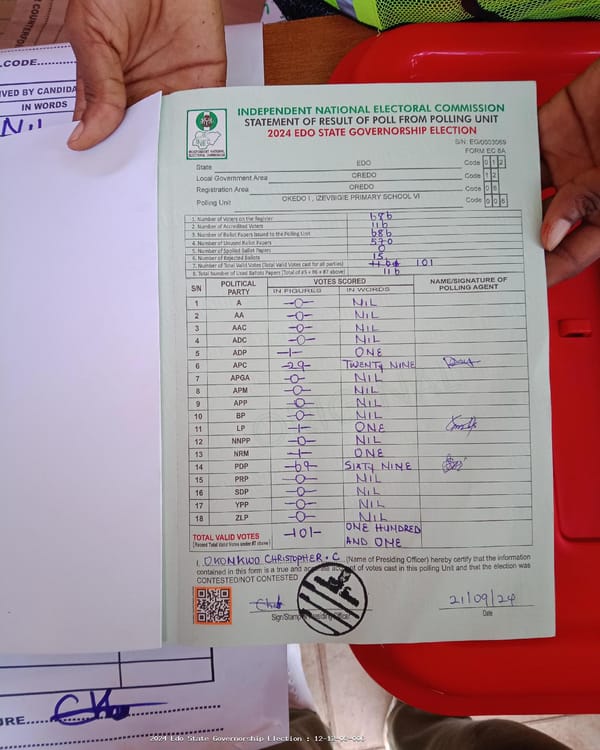 COUNTERFO
LCODE
IVED BY CANDIDA
IN WORDS
Nil
INEC
INDEPENDENT NATIONAL ELECTORAL COMMISSION
INDEPENDENT NATIONAL ELECTORAL COMMISSION
STATEMENT OF RESULT OF POLL FROM POLLING UNIT
2024 EDO STATE GOVERNORSHIP ELECTION
S/N: EG/0003069
FORM EC 8A
State EDO Code 0 1 2
Local Government Area OREDO Code 1 2
Registration Area OREDO Code 0 6
Polling Unit OKEDO I, IZEVBIGIE PRIMARY SCHOOL VI Code 0 0 6
1. Number of Voters on the Register 686
2. Number of Accredited Voters 116
3. Number of Ballot Papers Issued to the Polling Unit 686
4. Number of Unused Ballot Papers 570
5. Number of Spoiled Ballot Papers 0
6. Number of Rejected Ballots 15
7. Number of Total Valid Votes (Total Valid Votes cast for all parties) 101
8. Total Number of Used Ballots Papers (Total of #5 + #6 + #7 above) 116
S/N POLITICAL PARTY VOTES SCORED NAME/SIGNATURE OF POLLING AGENT
IN FIGURES IN WORDS
1 A -0- NIL
2 AA -0- NIL
3 AAC -0- NIL
4 ADC -0- NIL
5 ADP -1- ONE
6 APC -29- TWENTY NINE
7 APGA -0- NIL
8 APM -0- NIL
9 APP -0- NIL
10 BP -0- NIL
11 LP -1- ONE
12 NNPP -0- NIL
13 NRM -1- ONE
14 PDP -69- SIXTY NINE
15 PRP -0- NIL
16 SDP -0- NIL
17 YPP -0- NIL
18 ZLP -0- NIL
TOTAL VALID VOTES -101- ONE HUNDRED AND ONE
(Record Total Valid Votes under #7 above)
I, OKONKWO CHRISTOPHER . C (Name of Presiding Officer) hereby certify that the information
contained in this form is a true and of votes cast in this polling Unit and that the election was
CONTESTED/NOT CONTESTED
Sign/Stamp Presiding Officer
21/09/24
Date
URE
2024 Edo State Governorship Election : 12-12-06-006